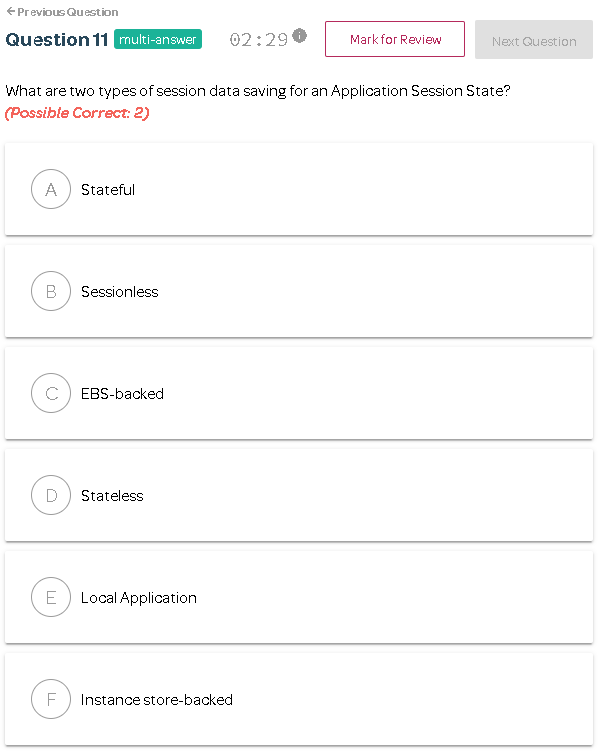 ← Previous Question
Question 11 multi-answer 02:29 i Mark for Review Next Question
What are two types of session data saving for an Application Session State?
(Possible Correct: 2)
A Stateful
B Sessionless
C EBS-backed
D Stateless
E Local Application
F Instance store-backed